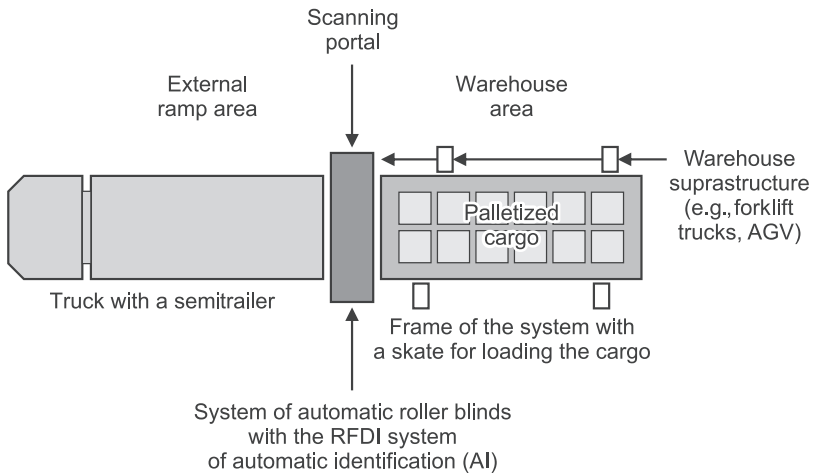 Scanning
portal
External
ramp area
Warehouse
area
Warehouse
suprastructure
(e.g., forklift
trucks, AGV)
Palletized
cargo
Truck with a semitrailer
Frame of the system with
a skate for loading the cargo
System of automatic roller blinds
with the RFDI system
of automatic identification (AI)